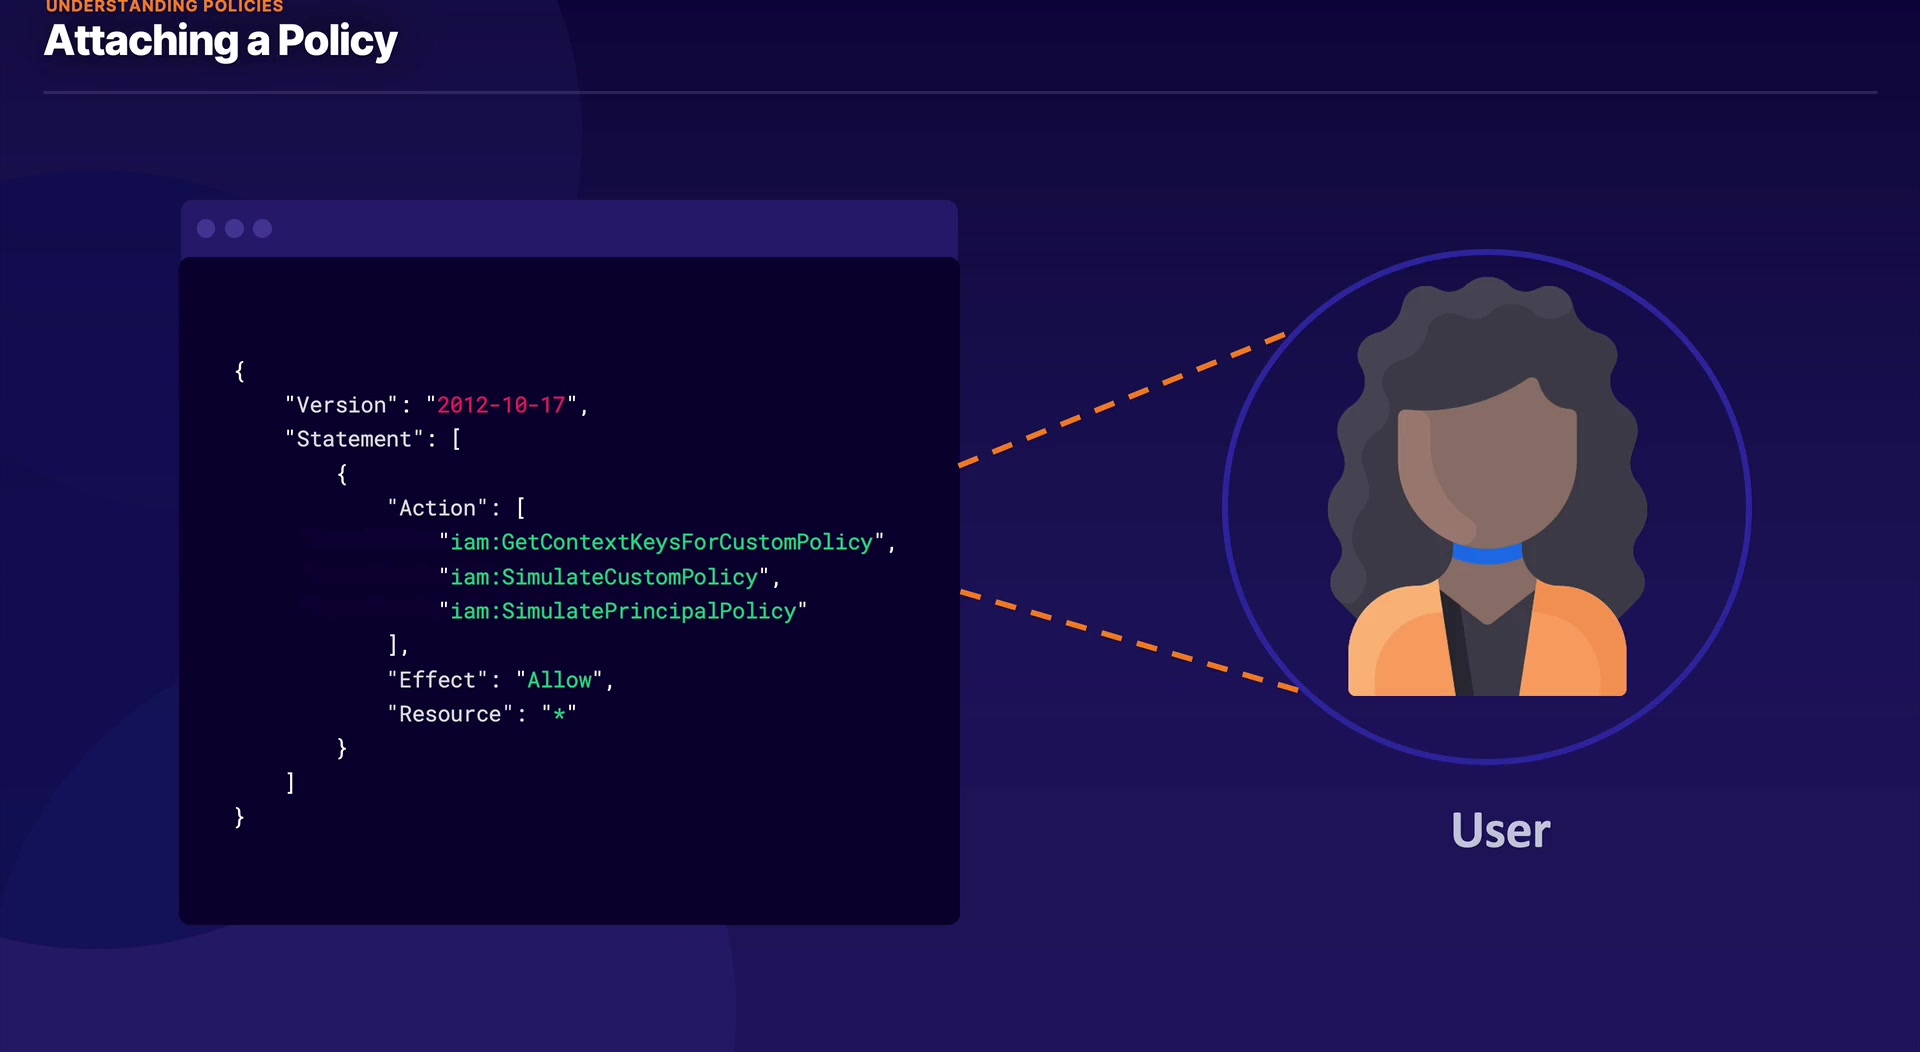 UNDERSTANDING POLICIES
Attaching a Policy
{
"Version": "2012-10-17",
"Statement": [
{
"Action": [
"iam:GetContextKeysForCustomPolicy",
"iam:SimulateCustomPolicy",
"iam:SimulatePrincipalPolicy"
],
"Effect": "Allow",
"Resource": "*"
}
]
}
User